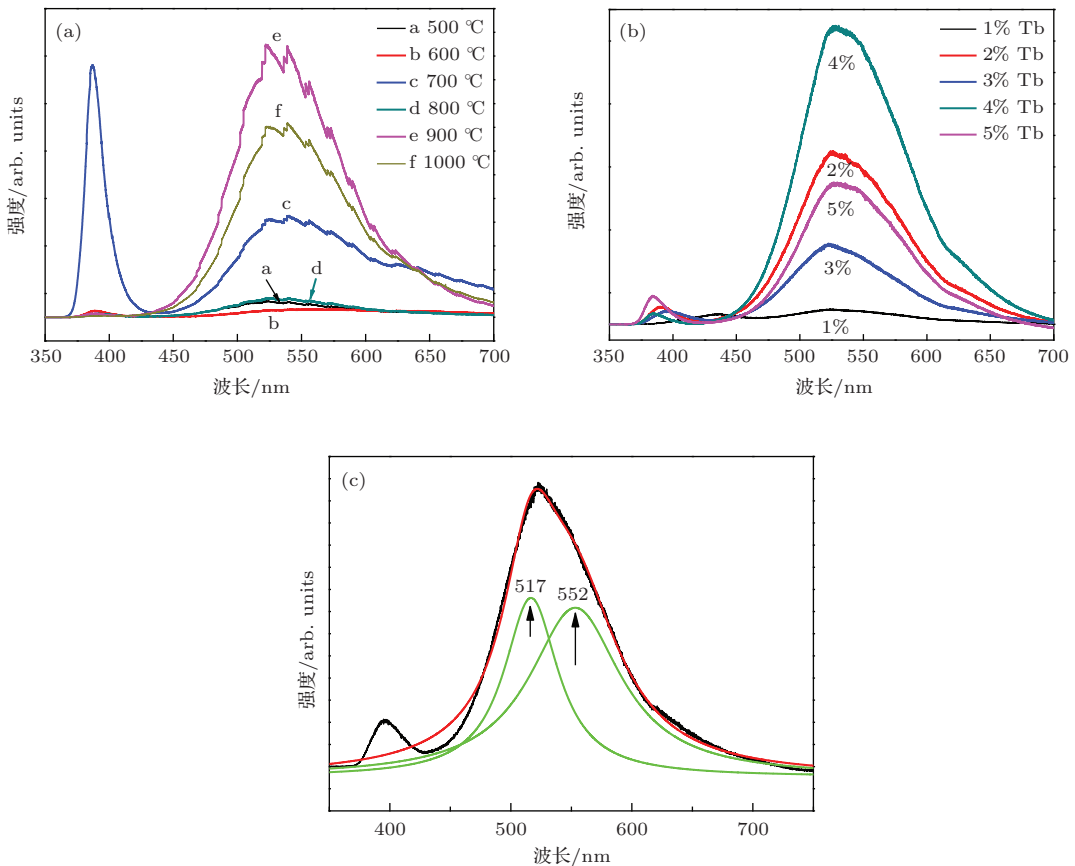 (a)
a 500 ℃
b 600 ℃
c 700 ℃
d 800 ℃
e 900 ℃
f 1000 ℃
e
f
c
a
d
b
强度/arb. units
350 400 450 500 550 600 650 700
波长/nm
(b)
1% Tb
2% Tb
3% Tb
4% Tb
5% Tb
4%
2%
5%
3%
1%
强度/arb. units
350 400 450 500 550 600 650 700
波长/nm
(c)
517
552
强度/arb. units
400 500 600 700
波长/nm